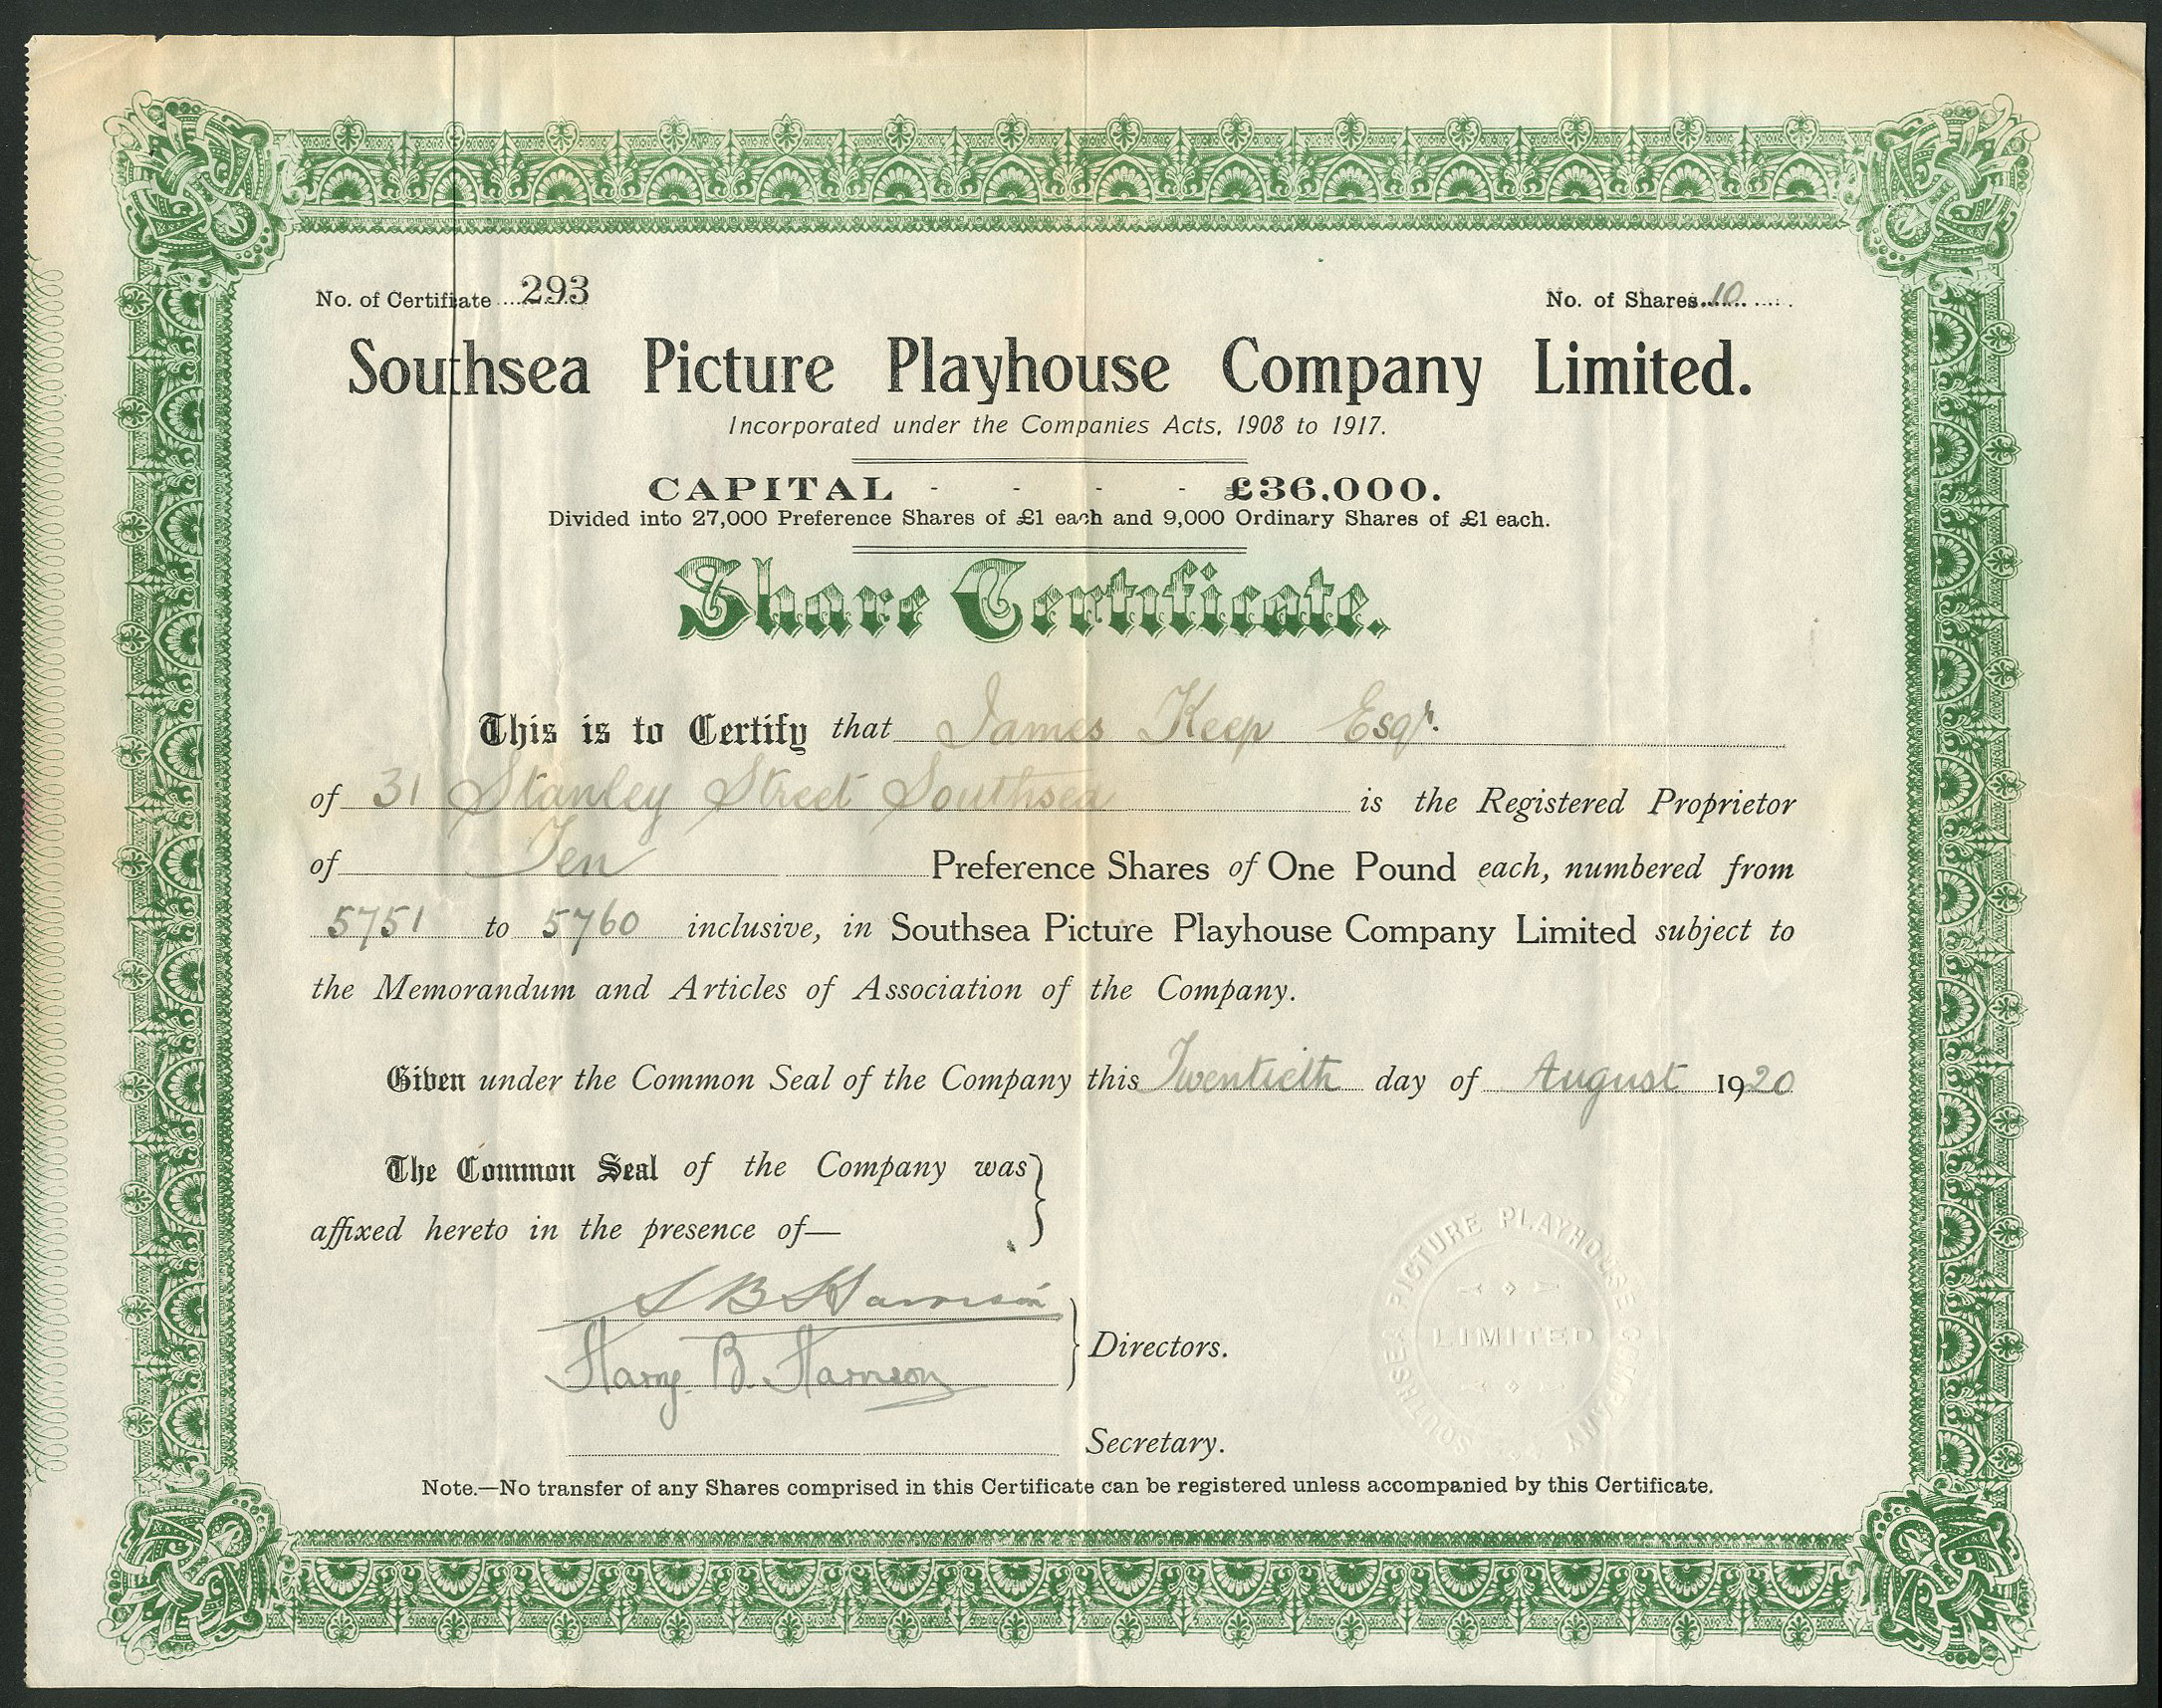 No. of Certificate 293
No. of Shares 10
Southsea Picture Playhouse Company Limited.
Incorporated under the Companies Acts, 1908 to 1917.
CAPITAL - - - - £36,000.
Divided into 27,000 Preference Shares of £1 each and 9,000 Ordinary Shares of £1 each.
Share Certificate.
This is to Certify that James Keep Esqr.
of 31 Stanley Street Southsea is the Registered Proprietor
of Ten Preference Shares of One Pound each, numbered from
5751 to 5760 inclusive, in Southsea Picture Playhouse Company Limited subject to
the Memorandum and Articles of Association of the Company.
Given under the Common Seal of the Company this Twentieth day of August 1920
The Common Seal of the Company was
affixed hereto in the presence of—
S B Harrison
Harry. B. Harrison
Directors.
Secretary.
SOUTHSEA PICTURE PLAYHOUSE COMPANY
LIMITED
Note.—No transfer of any Shares comprised in this Certificate can be registered unless accompanied by this Certificate.